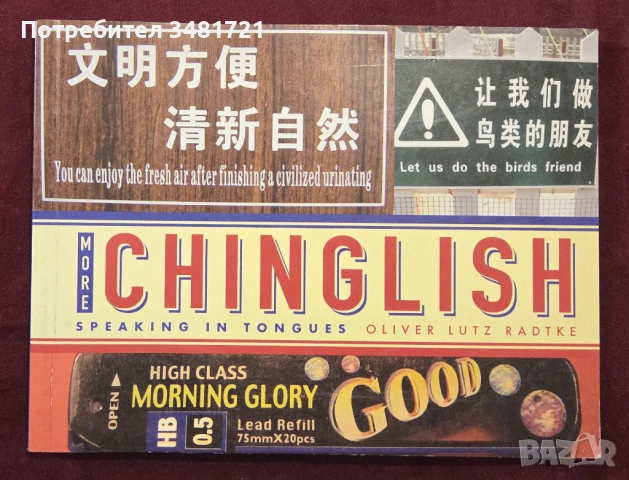 Потребител 3481721
文明方便
清新自然
You can enjoy the fresh air after finishing a civilized urinating
让我们做
鸟类的朋友
Let us do the birds friend
MORE
CHINGLISH
SPEAKING IN TONGUES OLIVER LUTZ RADTKE
OPEN
HIGH CLASS
MORNING GLORY
GOOD
HB
0.5
Lead Refill
75mmX20pcs
BAZAR